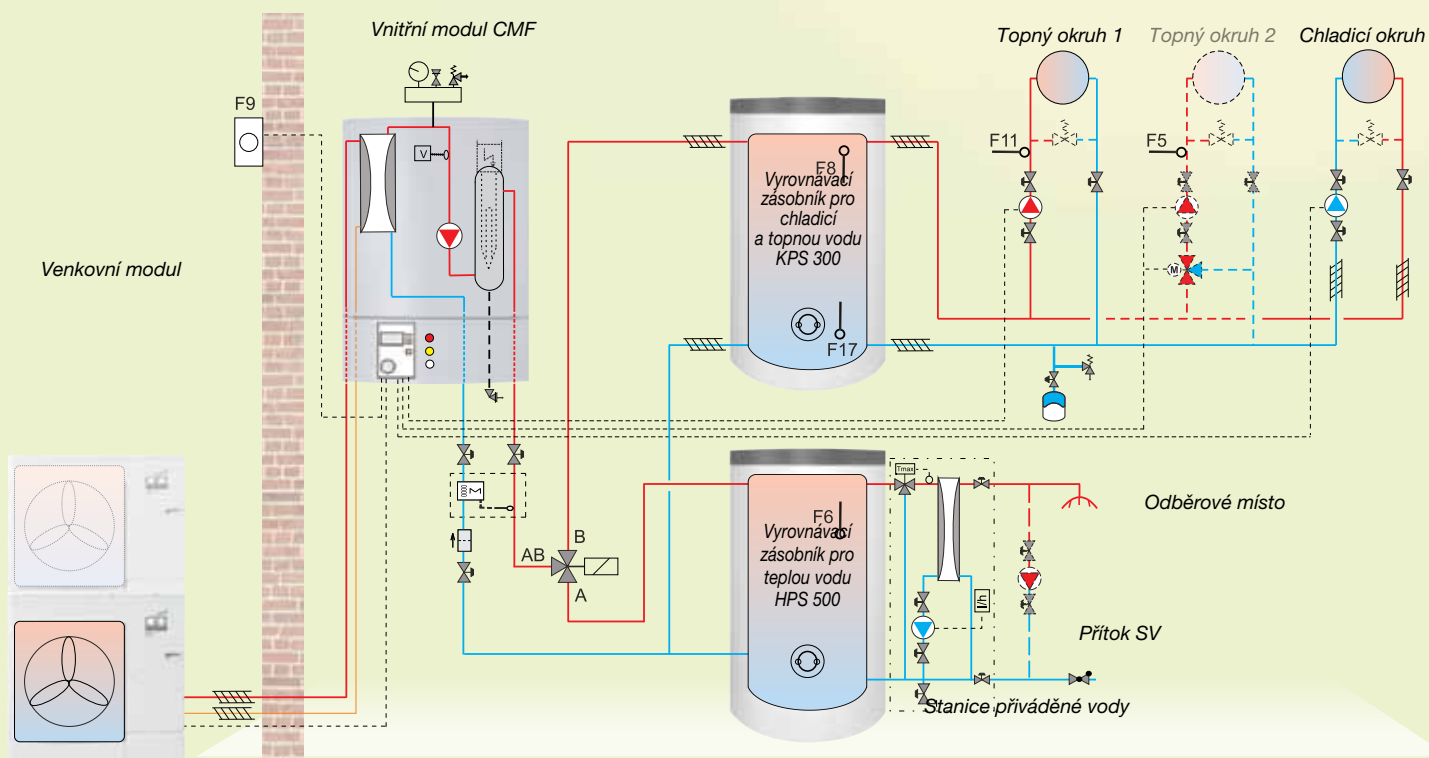 Vnitřní modul CMF
Topný okruh 1
Topný okruh 2
Chladicí okruh
F9
V
F11
F5
F8
Vyrovnávací
zásobník pro
chladicí
a topnou vodu
KPS 300
F17
M
Venkovní modul
Tmax
F6
Vyrovnávací
zásobník pro
teplou vodu
HPS 500
Odběrové místo
B
AB
A
l/h
Přítok SV
Stanice přiváděné vody